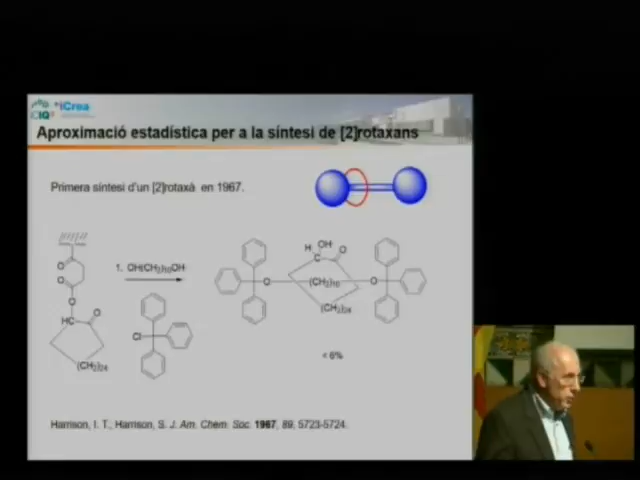 iCIQ iCrea
Aproximació estadística per a la síntesi de [2]rotaxans
Primera síntesi d'un [2]rotaxà en 1967.
1. OH(CH2)10OH
O
O
O
HC
O
(CH2)24
Cl
H
OH
C
O
O
(CH2)10
O
(CH2)24
< 6%
Harrison, I. T., Harrison, S. J. Am. Chem. Soc. 1967, 89, 5723-5724.